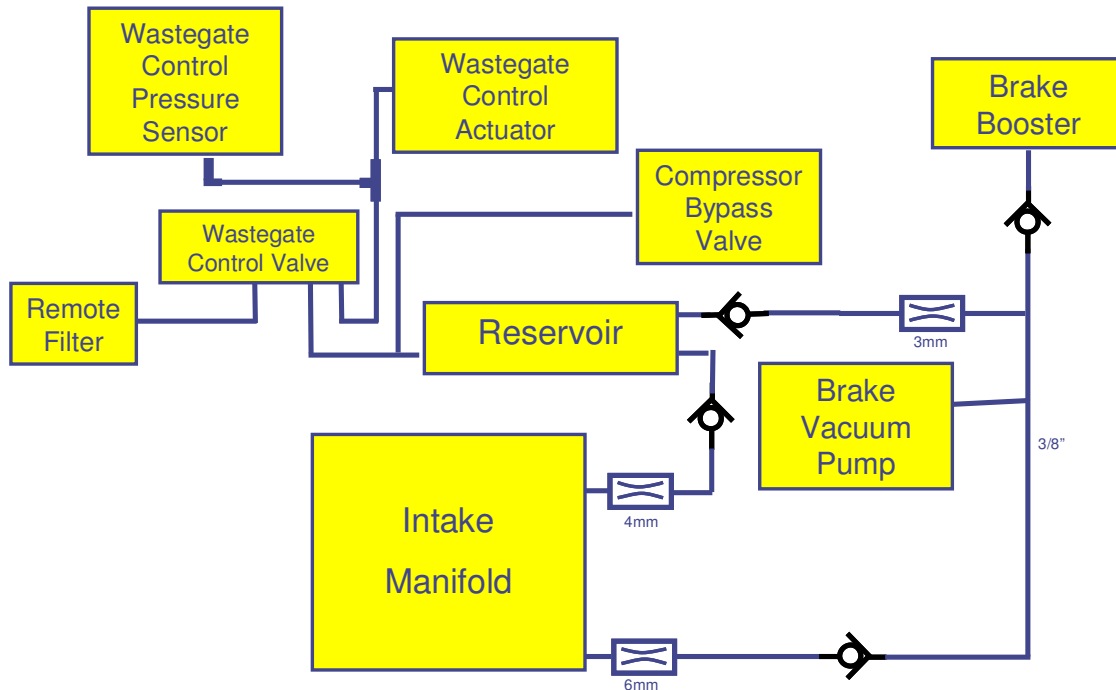 Wastegate
Control
Pressure
Sensor
Wastegate
Control
Actuator
Brake
Booster
Compressor
Bypass
Valve
Wastegate
Control Valve
Remote
Filter
Reservoir
3mm
Brake
Vacuum
Pump
3/8”
Intake
Manifold
4mm
6mm